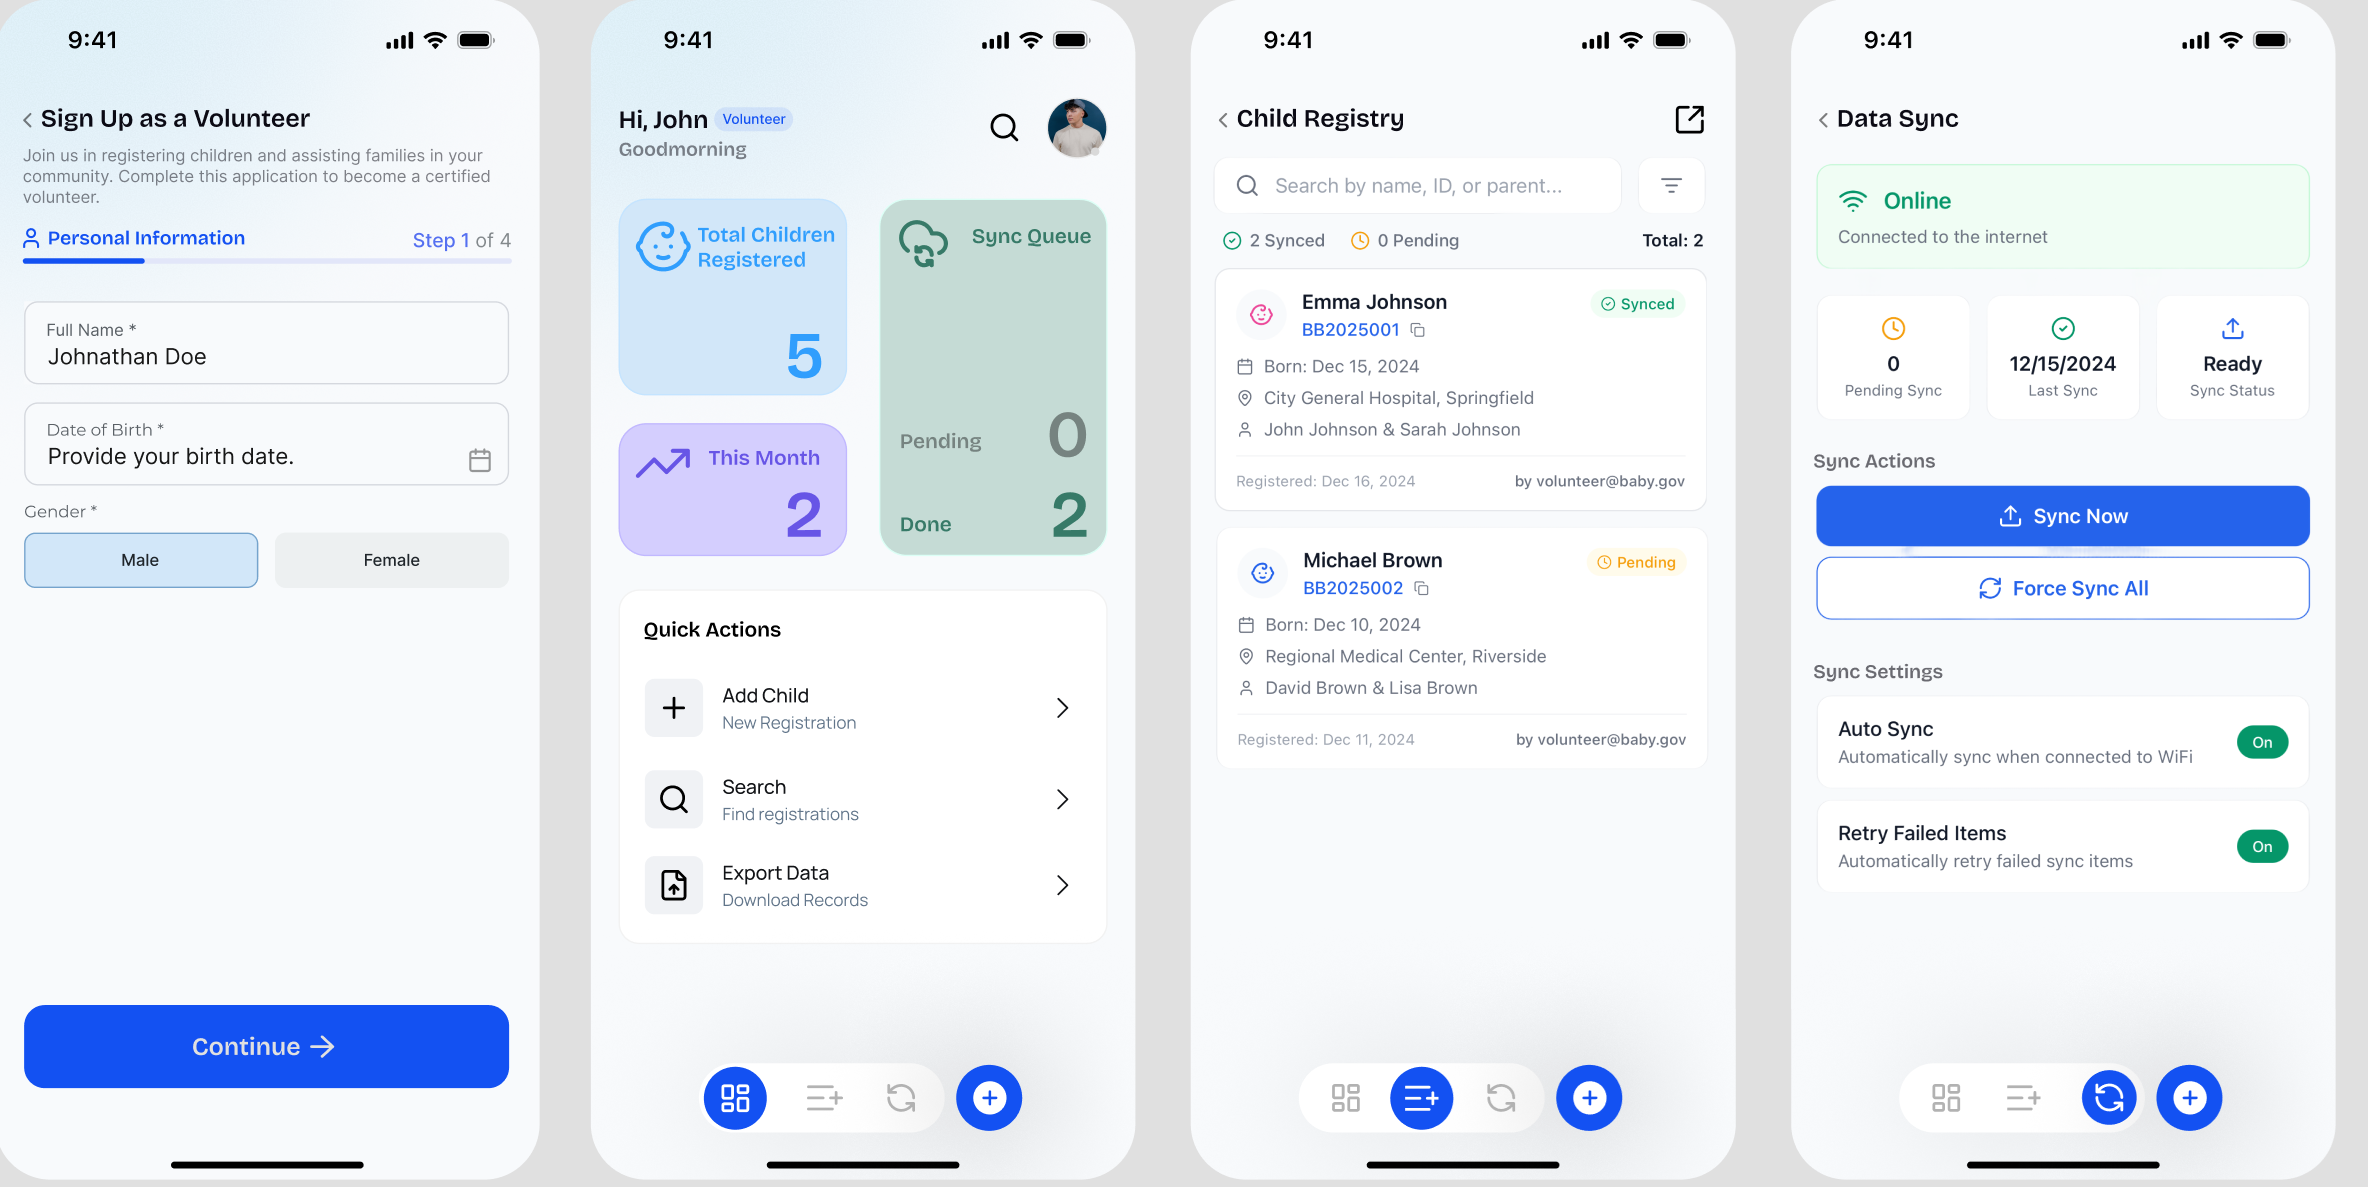 9:41
Sign Up as a Volunteer
Join us in registering children and assisting families in your
community. Complete this application to become a certified
volunteer.
Personal Information
Step 1 of 4
Full Name *
Johnathan Doe
Date of Birth *
Provide your birth date.
Gender *
Male
Female
Continue
9:41
Hi, John
Volunteer
Goodmorning
Total Children
Registered
5
This Month
2
Sync Queue
Pending
0
Done
2
Quick Actions
Add Child
New Registration
Search
Find registrations
Export Data
Download Records
9:41
Child Registry
Search by name, ID, or parent...
2 Synced
0 Pending
Total: 2
Emma Johnson
Synced
BB2025001
Born: Dec 15, 2024
City General Hospital, Springfield
John Johnson & Sarah Johnson
Registered: Dec 16, 2024
by volunteer@baby.gov
Michael Brown
Pending
BB2025002
Born: Dec 10, 2024
Regional Medical Center, Riverside
David Brown & Lisa Brown
Registered: Dec 11, 2024
by volunteer@baby.gov
9:41
Data Sync
Online
Connected to the internet
0
Pending Sync
12/15/2024
Last Sync
Ready
Sync Status
Sync Actions
Sync Now
Force Sync All
Sync Settings
Auto Sync
Automatically sync when connected to WiFi
On
Retry Failed Items
Automatically retry failed sync items
On